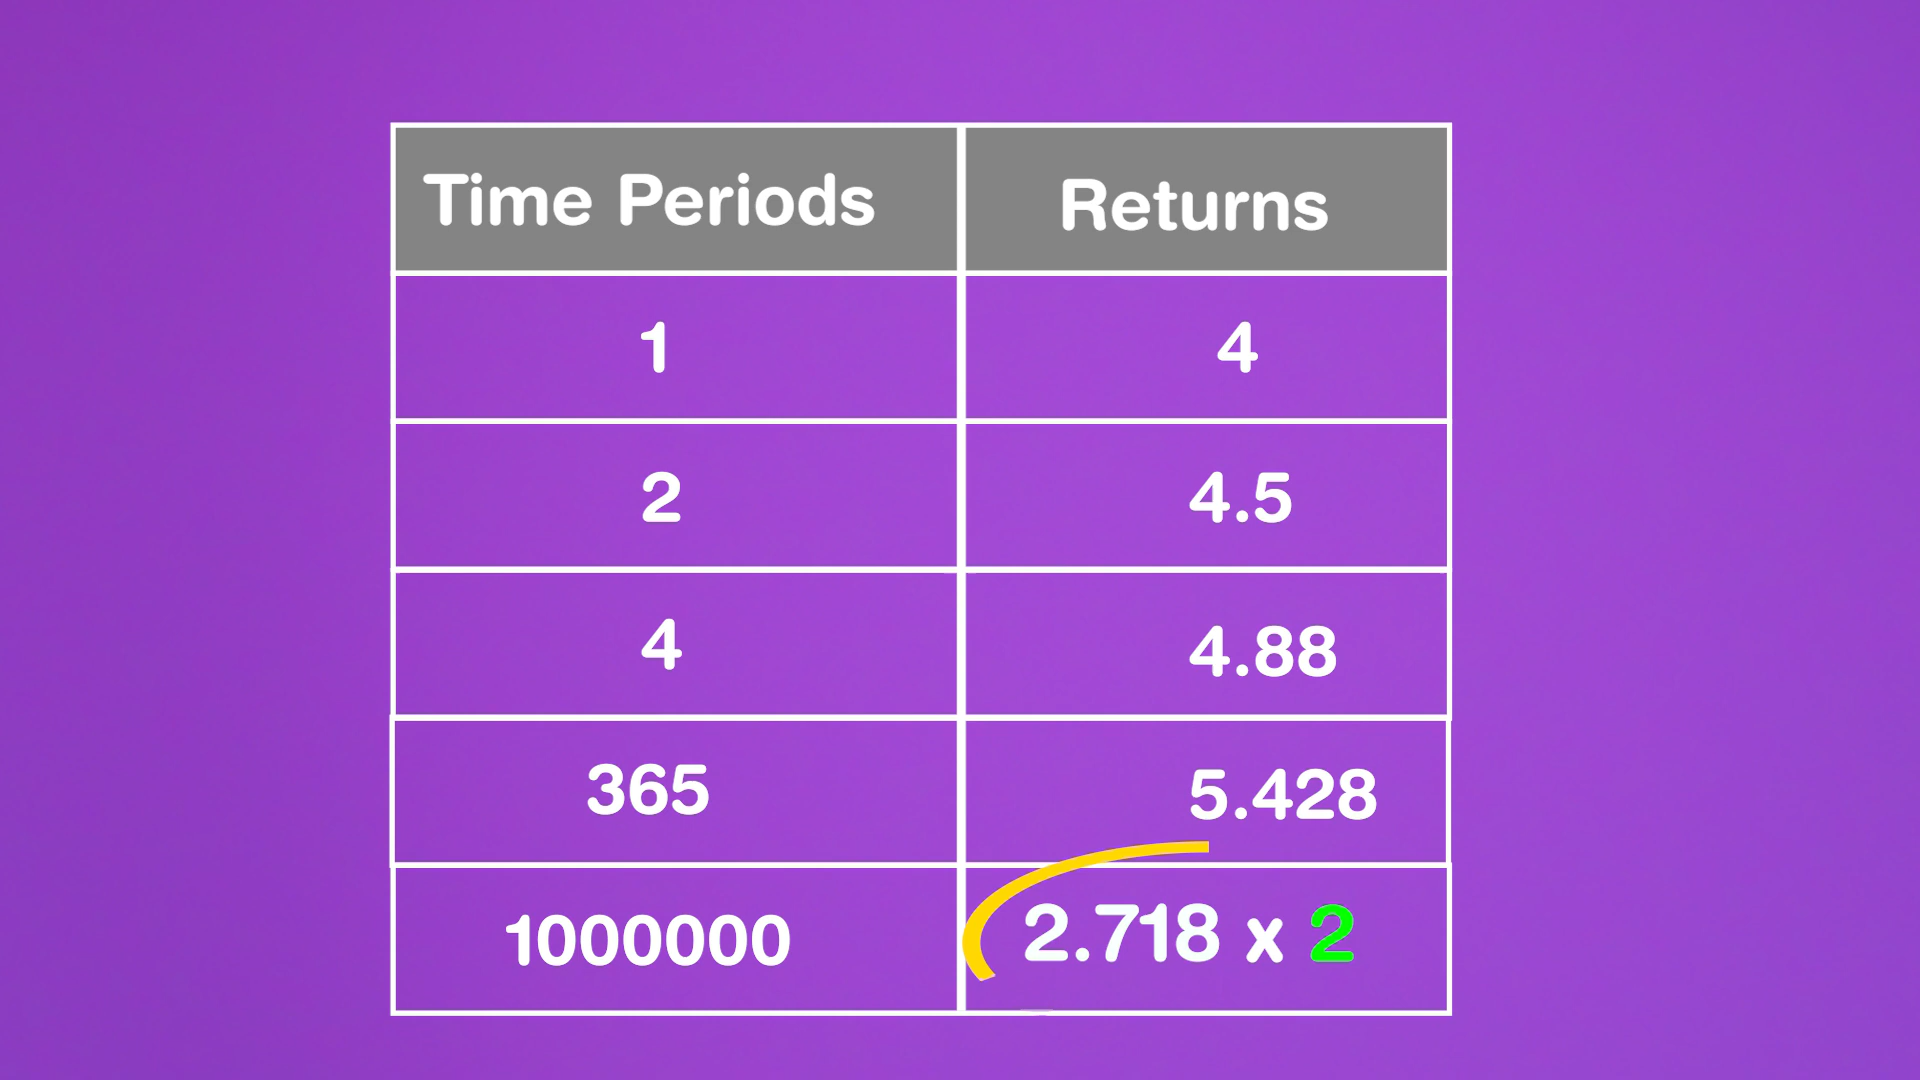 Time Periods Returns
1 4
2 4.5
4 4.88
365 5.428
1000000 2.718 x 2